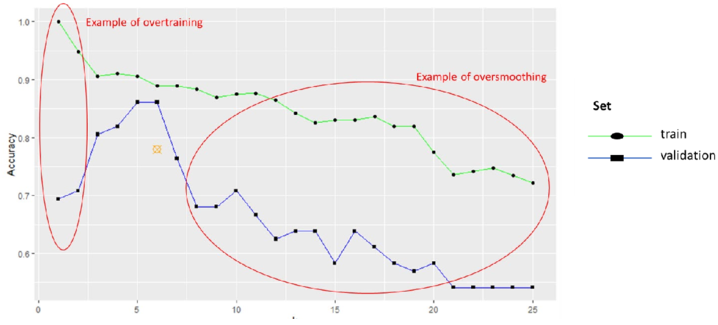 Example of overtraining
Example of oversmoothing
Accuracy
1.0
0.9
0.8
0.7
0.6
0
5
10
15
20
25
Set
train
validation